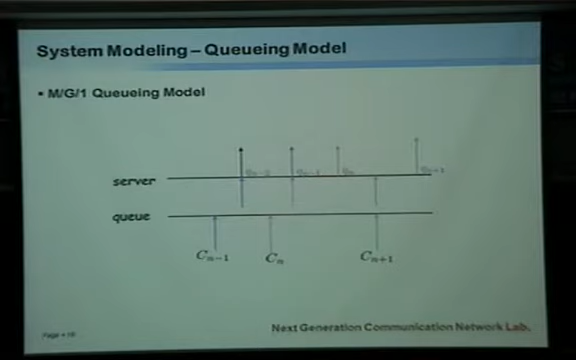 System Modeling – Queueing Model
• M/G/1 Queueing Model
server
queue
C_{n-1} C_n C_{n+1}
Next Generation Communication Network Lab.